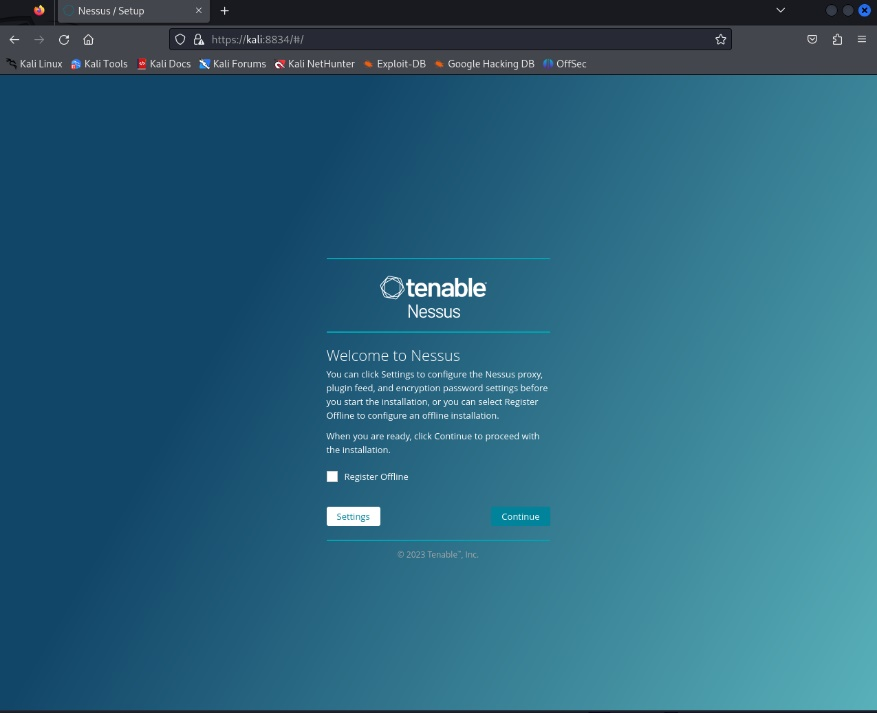 Nessus / Setup
https://kali:8834/#/
Kali Linux Kali Tools Kali Docs Kali Forums Kali NetHunter Exploit-DB Google Hacking DB OffSec
tenable
Nessus
Welcome to Nessus
You can click Settings to configure the Nessus proxy,
plugin feed, and encryption password settings before
you start the installation, or you can select Register
Offline to configure an offline installation.
When you are ready, click Continue to proceed with
the installation.
Register Offline
Settings Continue
© 2023 Tenable™, Inc.